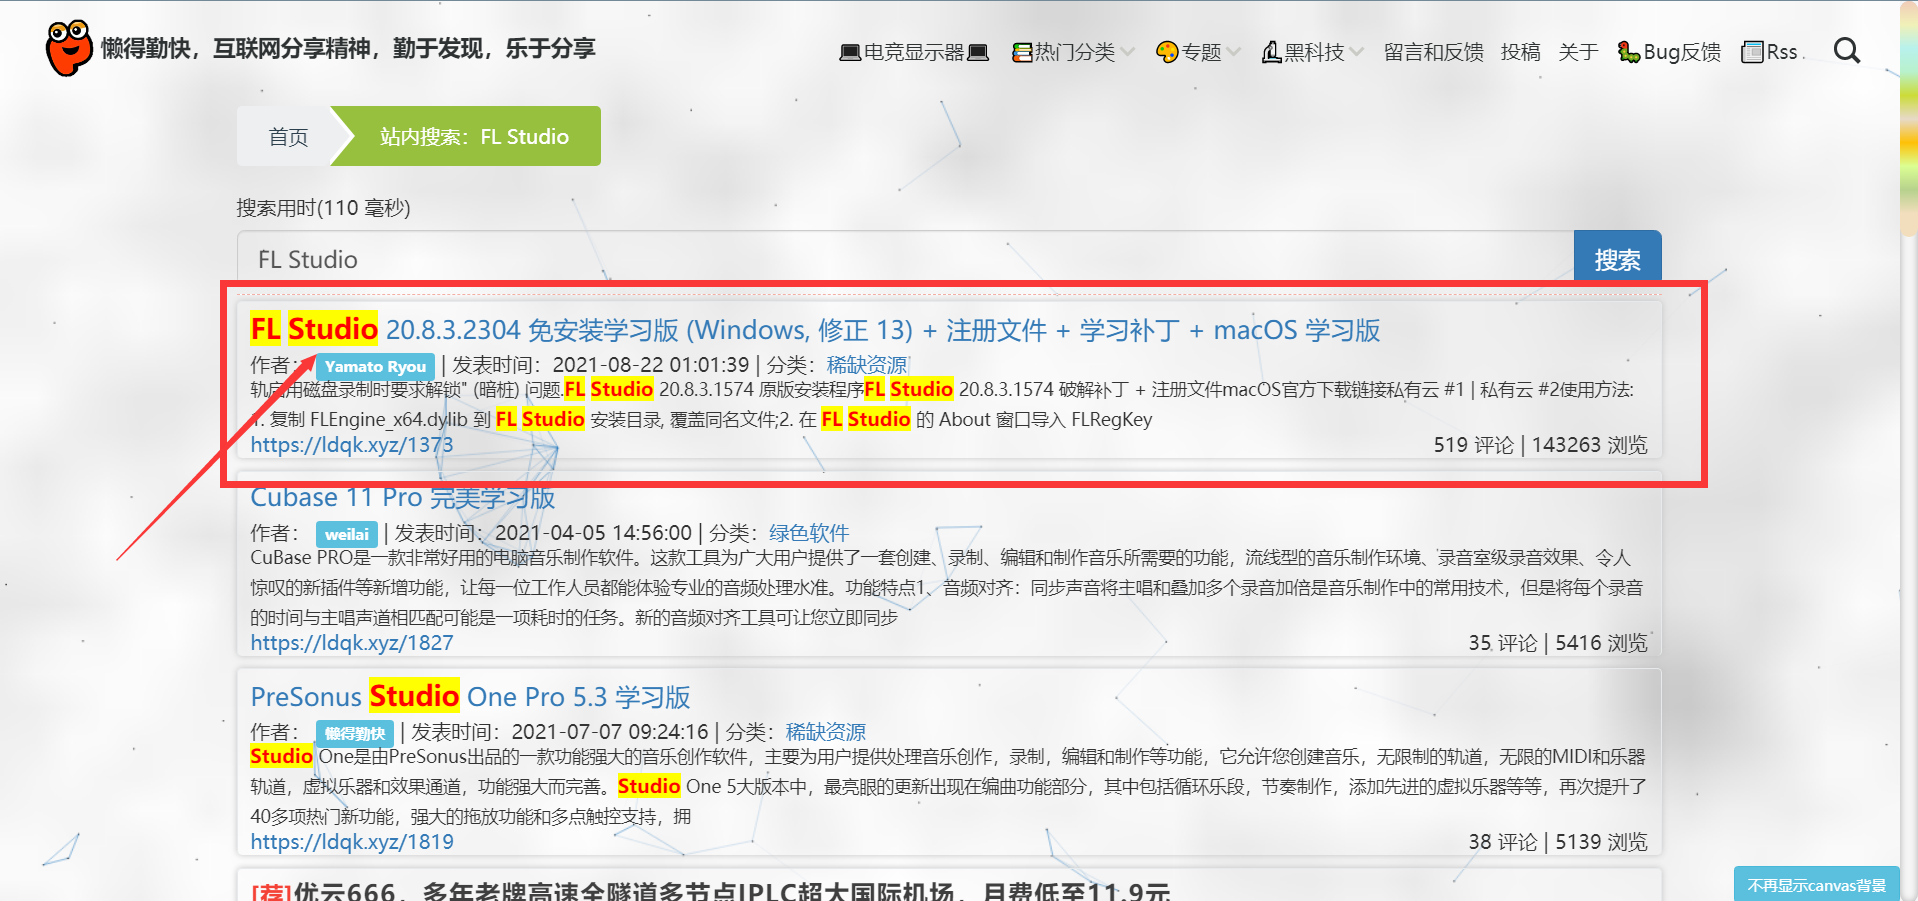 懒得勤快，互联网分享精神，勤于发现，乐于分享
电竞显示器 热门分类 专题 黑科技 留言和反馈 投稿 关于 Bug反馈 Rss
首页 站内搜索：FL Studio
搜索用时(110 毫秒)
FL Studio 搜索
FL Studio 20.8.3.2304 免安装学习版 (Windows, 修正 13) + 注册文件 + 学习补丁 + macOS 学习版
作者： Yamato Ryou | 发表时间：2021-08-22 01:01:39 | 分类：稀缺资源
轨启用磁盘录制时要求解锁" (暗桩) 问题.FL Studio 20.8.3.1574 原版安装程序FL Studio 20.8.3.1574 破解补丁 + 注册文件macOS官方下载链接私有云 #1 | 私有云 #2使用方法:
1. 复制 FLEngine_x64.dylib 到 FL Studio 安装目录, 覆盖同名文件;2. 在 FL Studio 的 About 窗口导入 FLRegKey
https://ldqk.xyz/1373 519 评论 | 143263 浏览
Cubase 11 Pro 完美学习版
作者： weilai | 发表时间：2021-04-05 14:56:00 | 分类：绿色软件
CuBase PRO是一款非常好用的电脑音乐制作软件。这款工具为广大用户提供了一套创建、录制、编辑和制作音乐所需要的功能，流线型的音乐制作环境、录音室级录音效果、令人
惊叹的新插件等新增功能，让每一位工作人员都能体验专业的音频处理水准。功能特点1、音频对齐：同步声音将主唱和叠加多个录音加倍是音乐制作中的常用技术，但是将每个录音
的时间与主唱声道相匹配可能是一项耗时的任务。新的音频对齐工具可让您立即同步
https://ldqk.xyz/1827 35 评论 | 5416 浏览
PreSonus Studio One Pro 5.3 学习版
作者： 懒得勤快 | 发表时间：2021-07-07 09:24:16 | 分类：稀缺资源
Studio One是由PreSonus出品的一款功能强大的音乐创作软件，主要为用户提供处理音乐创作，录制，编辑和制作等功能，它允许您创建音乐，无限制的轨道，无限的MIDI和乐器
轨道，虚拟乐器和效果通道，功能强大而完善。Studio One 5大版本中，最亮眼的更新出现在编曲功能部分，其中包括循环乐段，节奏制作，添加先进的虚拟乐器等等，再次提升了
40多项热门新功能，强大的拖放功能和多点触控支持，拥
https://ldqk.xyz/1819 38 评论 | 5139 浏览
[荐]优云666，多年老牌高速全隧道多节点IPLC超大国际机场，月费低至11.9元
不再显示canvas背景